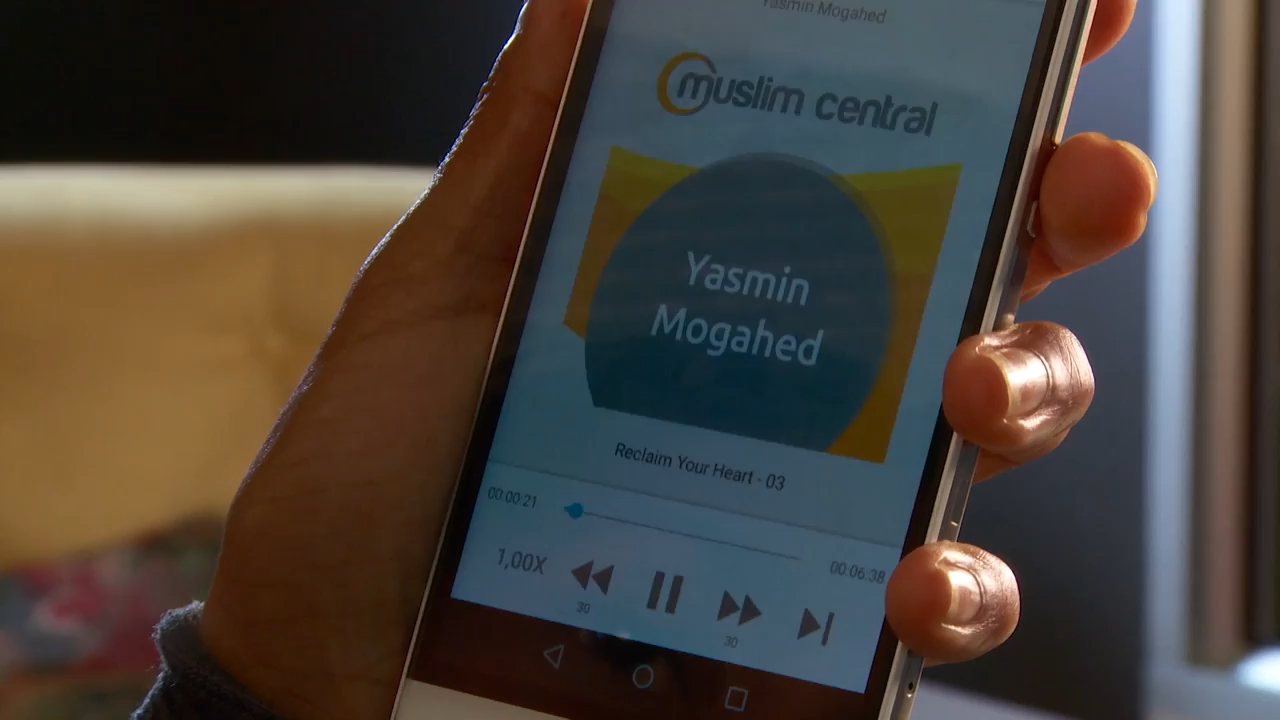 Yasmin Mogahed
muslim central
Yasmin
Mogahed
Reclaim Your Heart - 03
00:00:21
00:06:38
1,00X
30
30